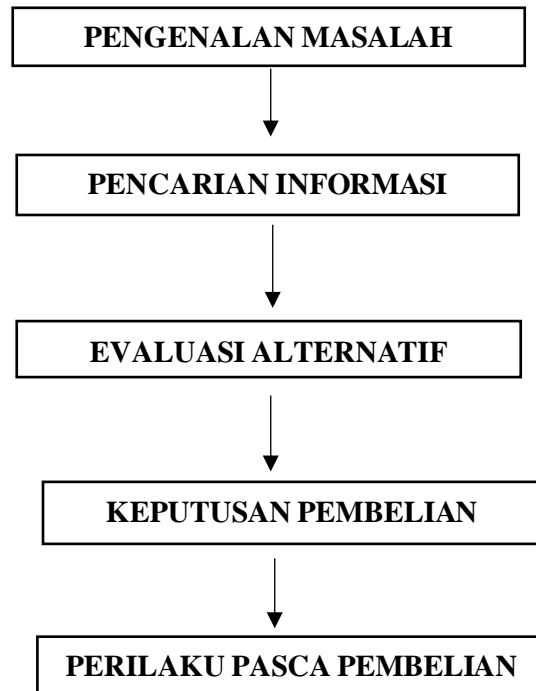 PENGENALAN MASALAH
PENCARIAN INFORMASI
EVALUASI ALTERNATIF
KEPUTUSAN PEMBELIAN
PERILAKU PASCA PEMBELIAN